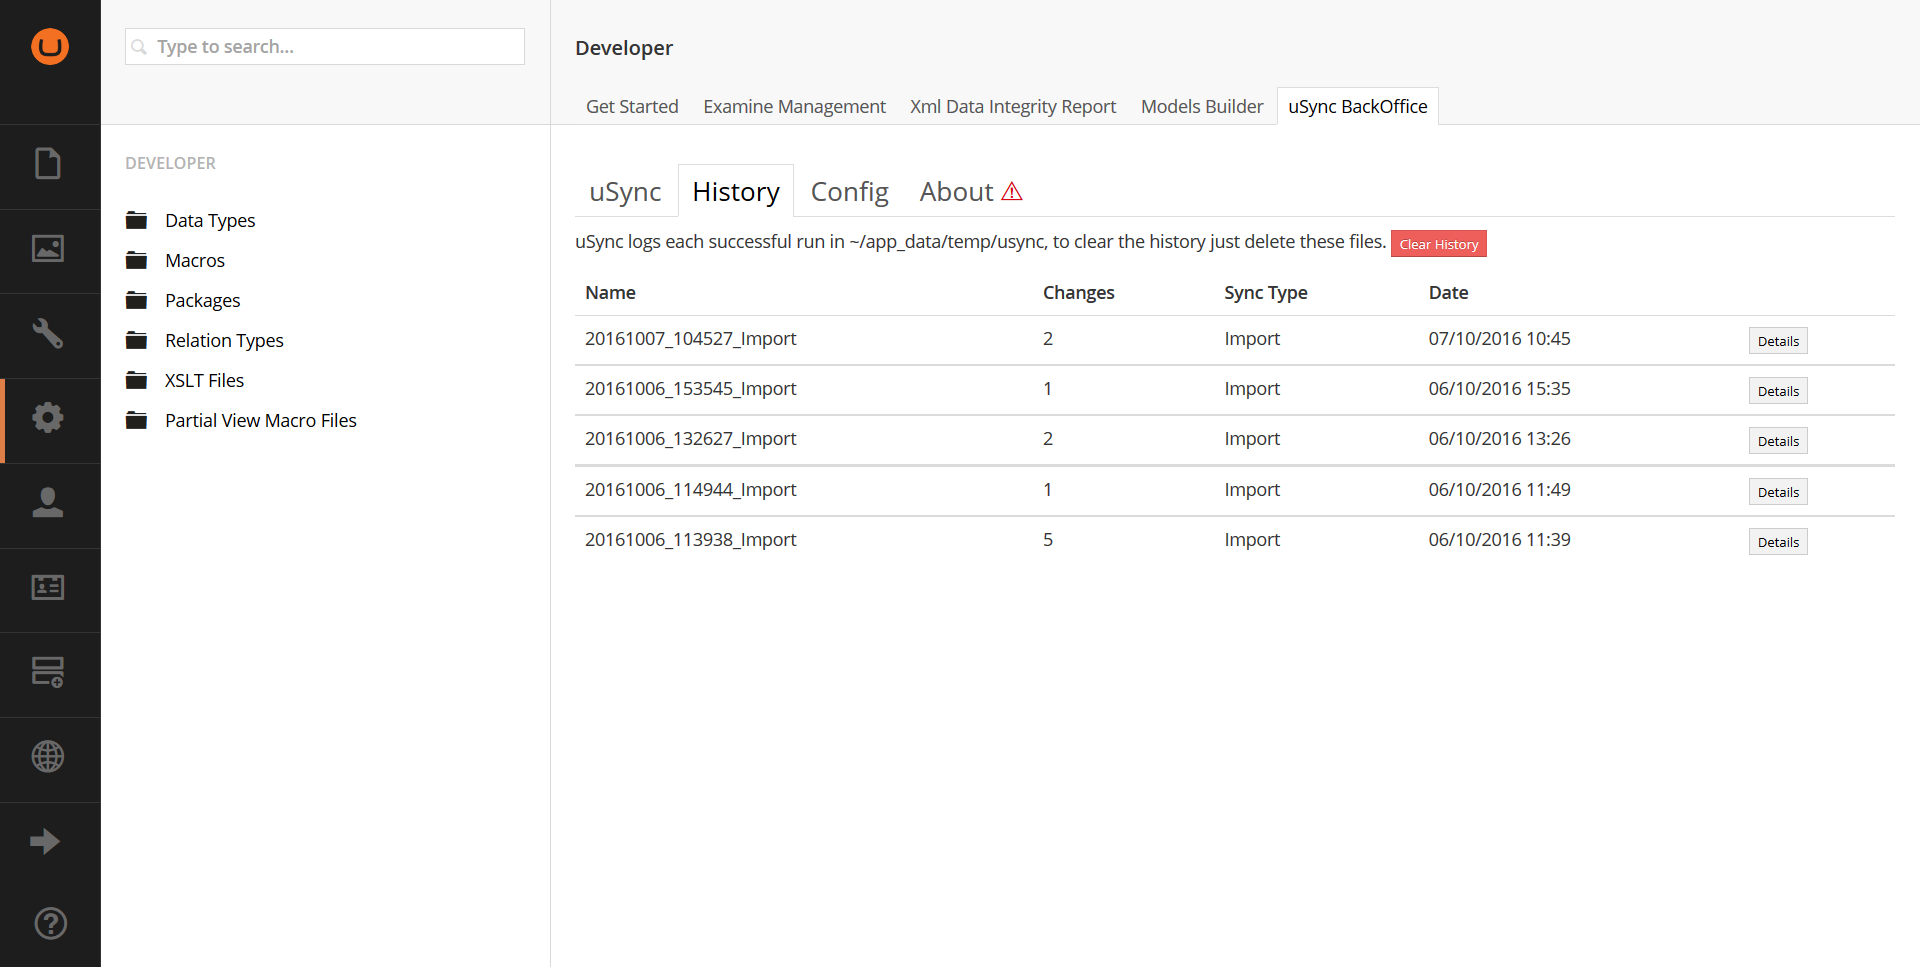 Type to search...
Developer
Get Started Examine Management Xml Data Integrity Report Models Builder uSync BackOffice
DEVELOPER
Data Types
Macros
Packages
Relation Types
XSLT Files
Partial View Macro Files
uSync History Config About
uSync logs each successful run in ~/app_data/temp/usync, to clear the history just delete these files. Clear History
Name Changes Sync Type Date
20161007_104527_Import 2 Import 07/10/2016 10:45 Details
20161006_153545_Import 1 Import 06/10/2016 15:35 Details
20161006_132627_Import 2 Import 06/10/2016 13:26 Details
20161006_114944_Import 1 Import 06/10/2016 11:49 Details
20161006_113938_Import 5 Import 06/10/2016 11:39 Details